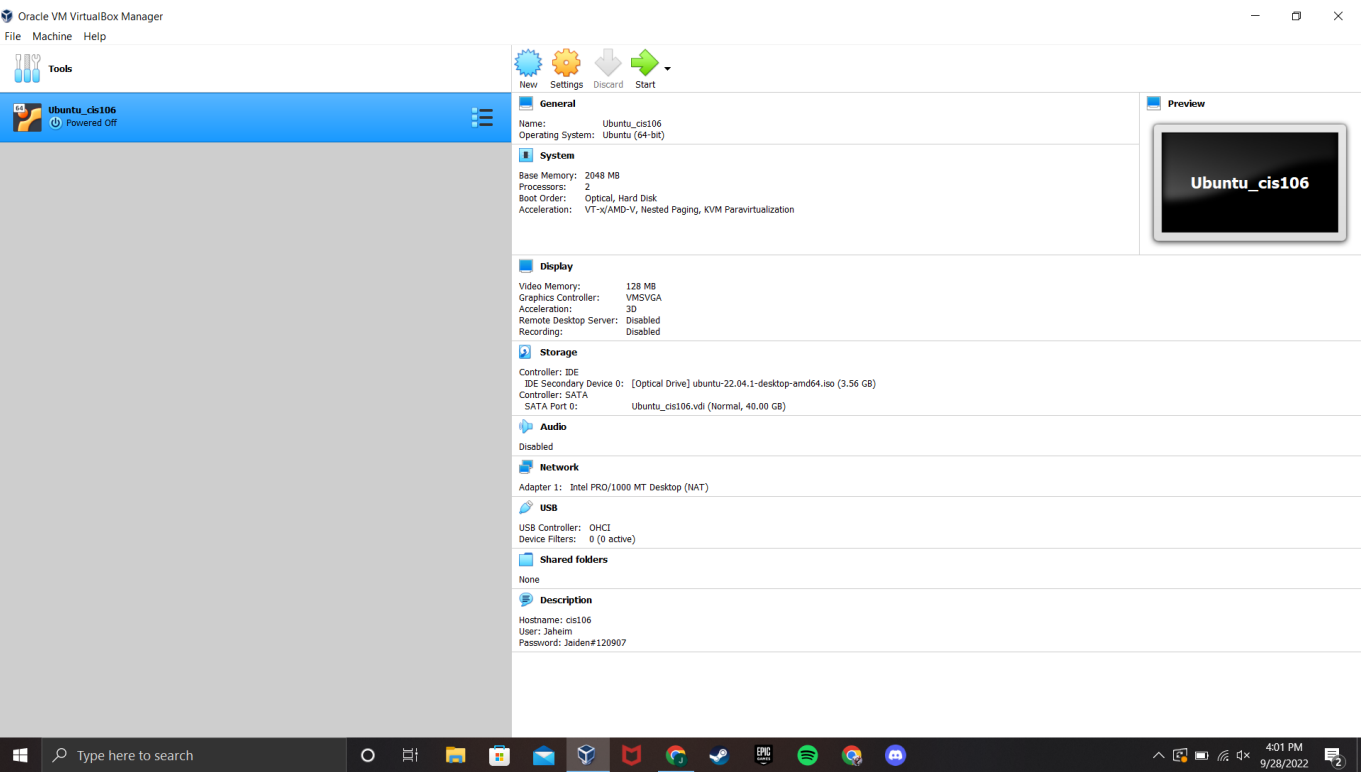 Oracle VM VirtualBox Manager
File Machine Help
Tools
New Settings Discard Start
64
Ubuntu_cis106
Powered Off
General
Name: Ubuntu_cis106
Operating System: Ubuntu (64-bit)
Preview
Ubuntu_cis106
System
Base Memory: 2048 MB
Processors: 2
Boot Order: Optical, Hard Disk
Acceleration: VT-x/AMD-V, Nested Paging, KVM Paravirtualization
Display
Video Memory: 128 MB
Graphics Controller: VMSVGA
Acceleration: 3D
Remote Desktop Server: Disabled
Recording: Disabled
Storage
Controller: IDE
IDE Secondary Device 0: [Optical Drive] ubuntu-22.04.1-desktop-amd64.iso (3.56 GB)
Controller: SATA
SATA Port 0: Ubuntu_cis106.vdi (Normal, 40.00 GB)
Audio
Disabled
Network
Adapter 1: Intel PRO/1000 MT Desktop (NAT)
USB
USB Controller: OHCI
Device Filters: 0 (0 active)
Shared folders
None
Description
Hostname: cis106
User: Jaheim
Password: Jaiden#120907
Type here to search
EPIC
GAMES
J
4:01 PM
9/28/2022
2